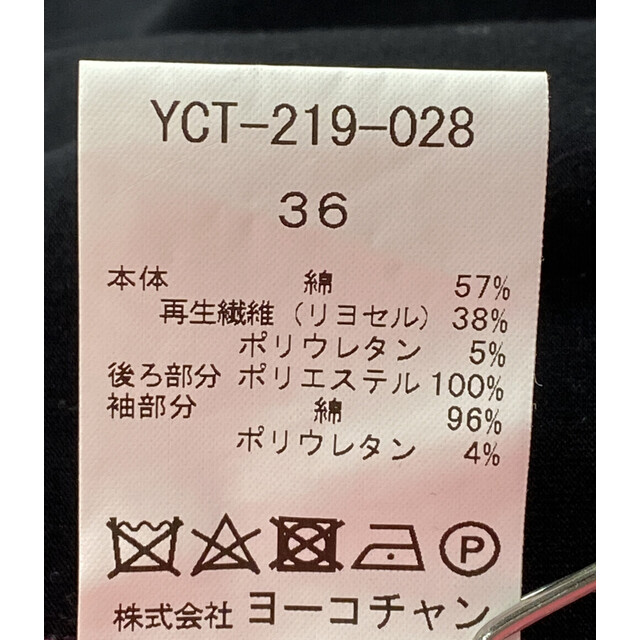 YCT-219-028
36
本体 綿 57%
再生繊維（リヨセル）38%
ポリウレタン 5%
後ろ部分 ポリエステル 100%
袖部分 綿 96%
ポリウレタン 4%
P
株式会社 ヨーコチャン